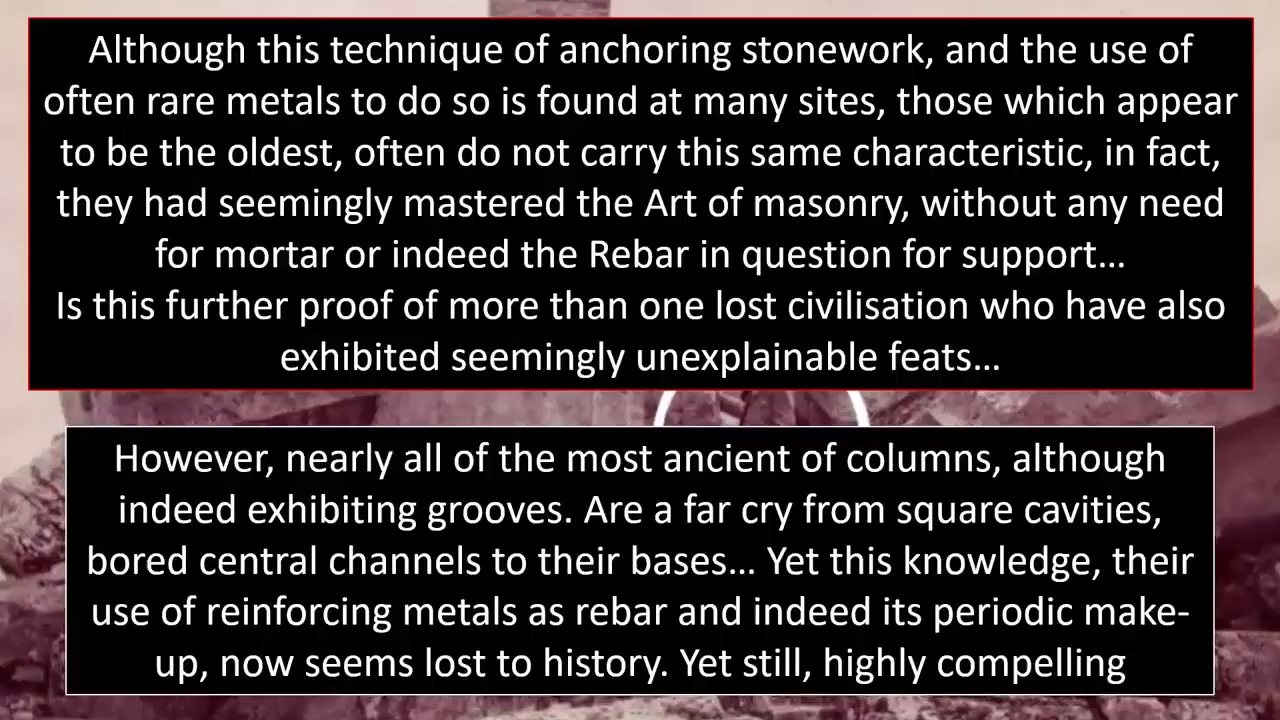 Although this technique of anchoring stonework, and the use of
often rare metals to do so is found at many sites, those which appear
to be the oldest, often do not carry this same characteristic, in fact,
they had seemingly mastered the Art of masonry, without any need
for mortar or indeed the Rebar in question for support...
Is this further proof of more than one lost civilisation who have also
exhibited seemingly unexplainable feats...
However, nearly all of the most ancient of columns, although
indeed exhibiting grooves. Are a far cry from square cavities,
bored central channels to their bases... Yet this knowledge, their
use of reinforcing metals as rebar and indeed its periodic make-
up, now seems lost to history. Yet still, highly compelling